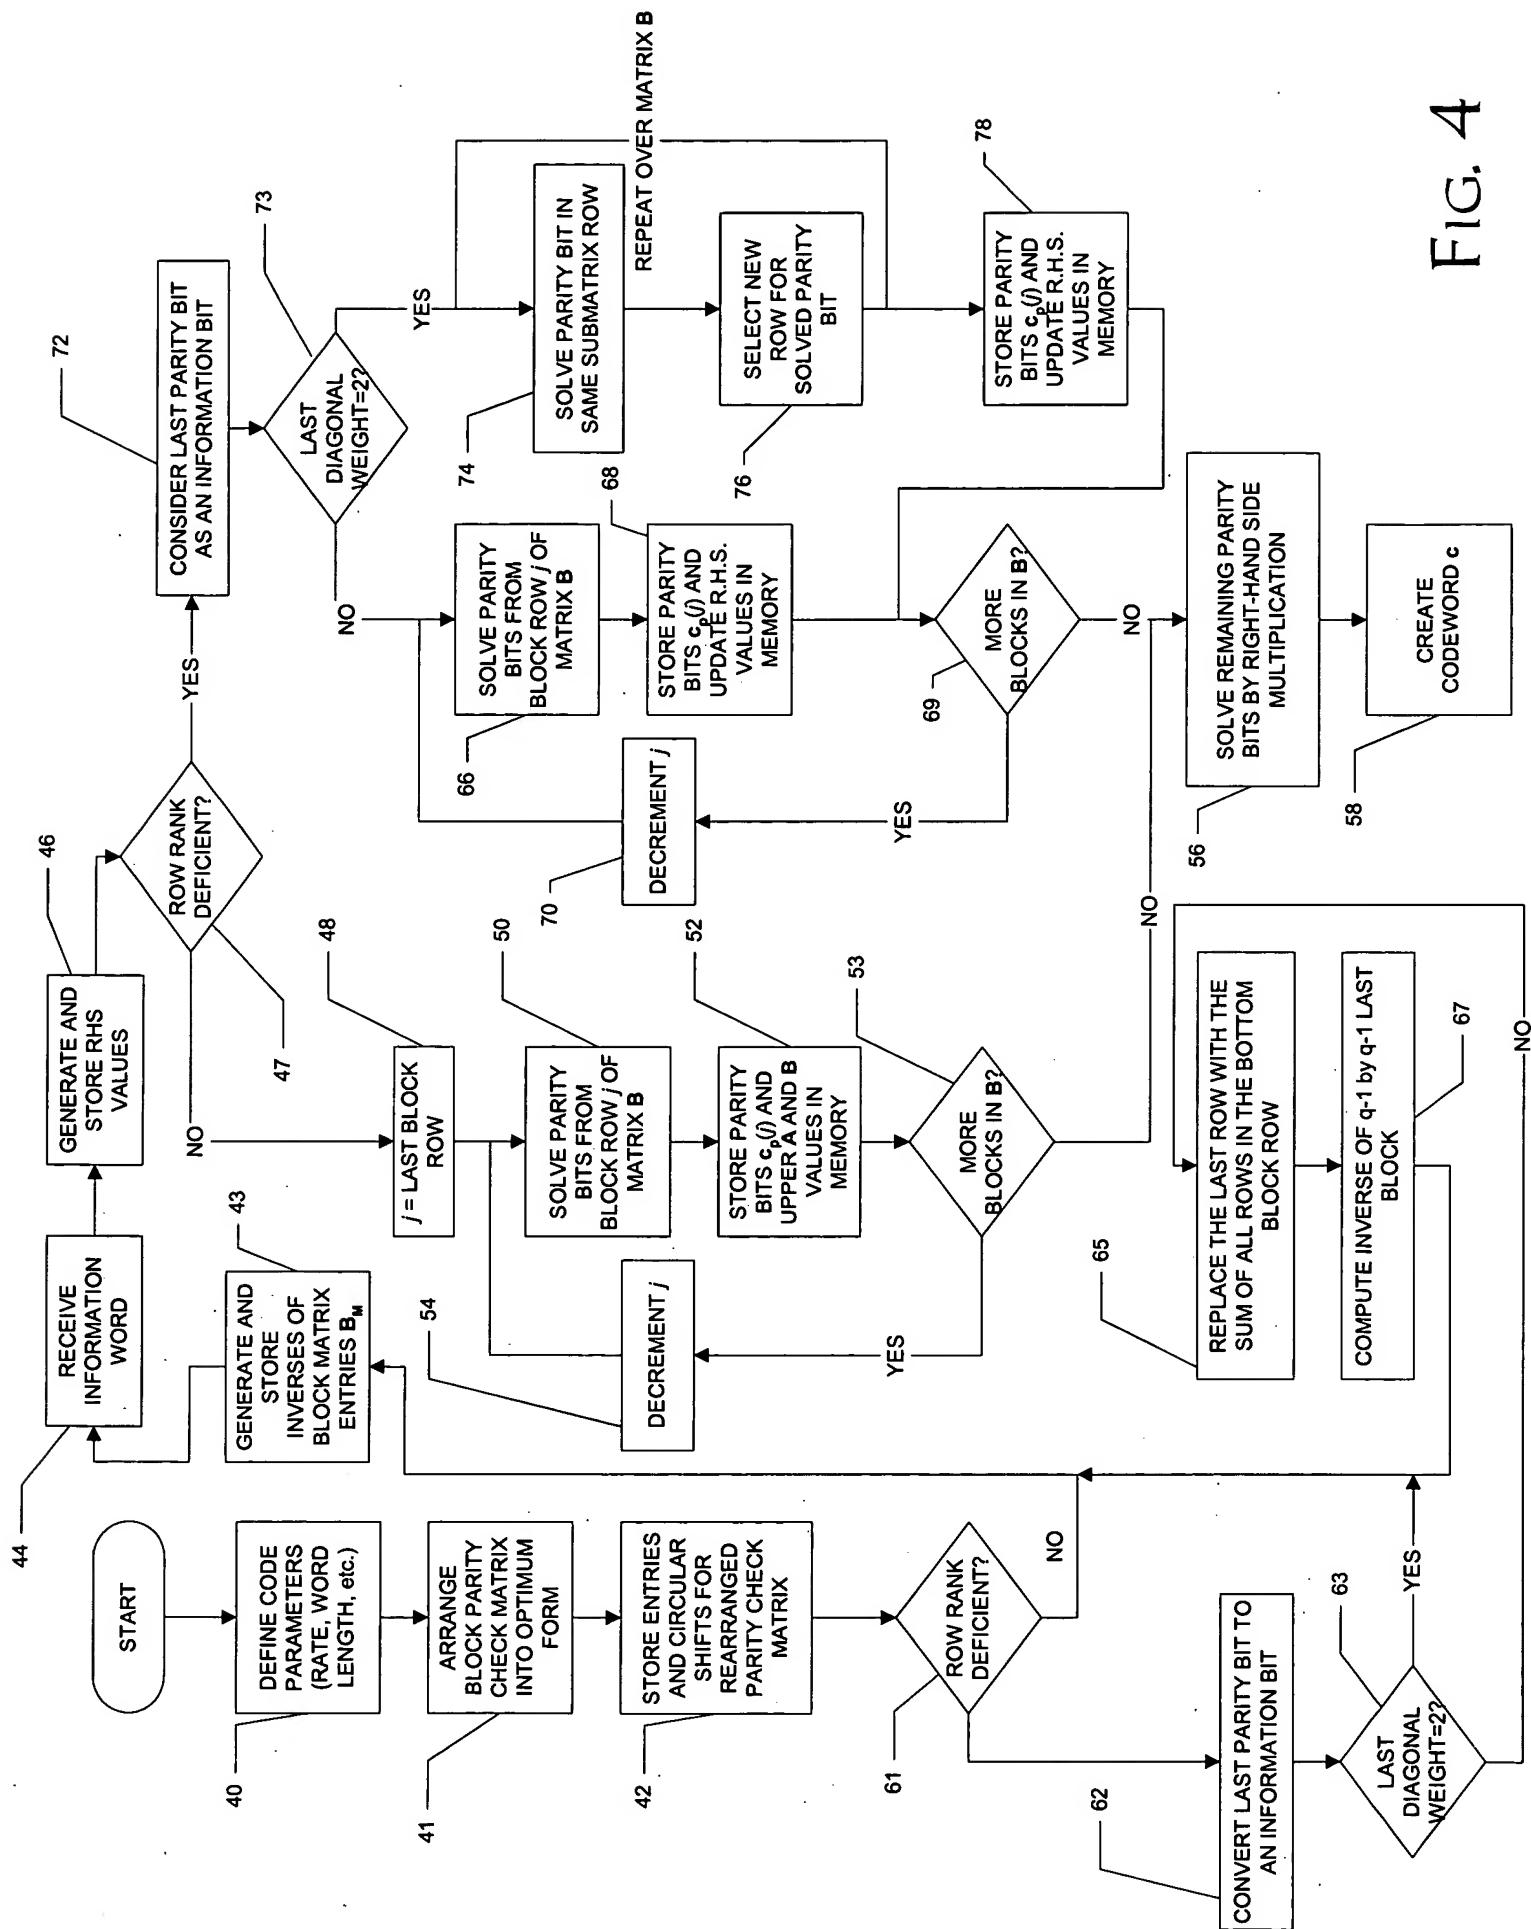 START
40
DEFINE CODE
PARAMETERS
(RATE, WORD
LENGTH, etc.)
41
ARRANGE
BLOCK PARITY
CHECK MATRIX
INTO OPTIMUM
FORM
42
STORE ENTRIES
AND CIRCULAR
SHIFTS FOR
REARRANGED
PARITY CHECK
MATRIX
61
ROW RANK
DEFICIENT?
NO
62
CONVERT LAST PARITY BIT TO
AN INFORMATION BIT
63
LAST
DIAGONAL
WEIGHT=2?
YES
NO
65
REPLACE THE LAST ROW WITH THE
SUM OF ALL ROWS IN THE BOTTOM
BLOCK ROW
67
COMPUTE INVERSE OF q-1 by q-1 LAST
BLOCK
43
GENERATE AND
STORE
INVERSES OF
BLOCK MATRIX
ENTRIES BM
44
RECEIVE
INFORMATION
WORD
46
GENERATE AND
STORE RHS
VALUES
47
ROW RANK
DEFICIENT?
NO
YES
48
j = LAST BLOCK
ROW
50
SOLVE PARITY
BITS FROM
BLOCK ROW j OF
MATRIX B
52
STORE PARITY
BITS cp(j) AND
UPPER A AND B
VALUES IN
MEMORY
53
MORE
BLOCKS IN B?
YES
NO
54
DECREMENT j
72
CONSIDER LAST PARITY BIT
AS AN INFORMATION BIT
73
LAST
DIAGONAL
WEIGHT=2?
NO
YES
66
SOLVE PARITY
BITS FROM
BLOCK ROW j OF
MATRIX B
68
STORE PARITY
BITS cp(j) AND
UPDATE R.H.S.
VALUES IN
MEMORY
69
MORE
BLOCKS IN B?
YES
NO
70
DECREMENT j
74
SOLVE PARITY BIT IN
SAME SUBMATRIX ROW
REPEAT OVER MATRIX B
76
SELECT NEW
ROW FOR
SOLVED PARITY
BIT
78
STORE PARITY
BITS cp(j) AND
UPDATE R.H.S.
VALUES IN
MEMORY
56
SOLVE REMAINING PARITY
BITS BY RIGHT-HAND SIDE
MULTIPLICATION
58
CREATE
CODEWORD c
FIG. 4